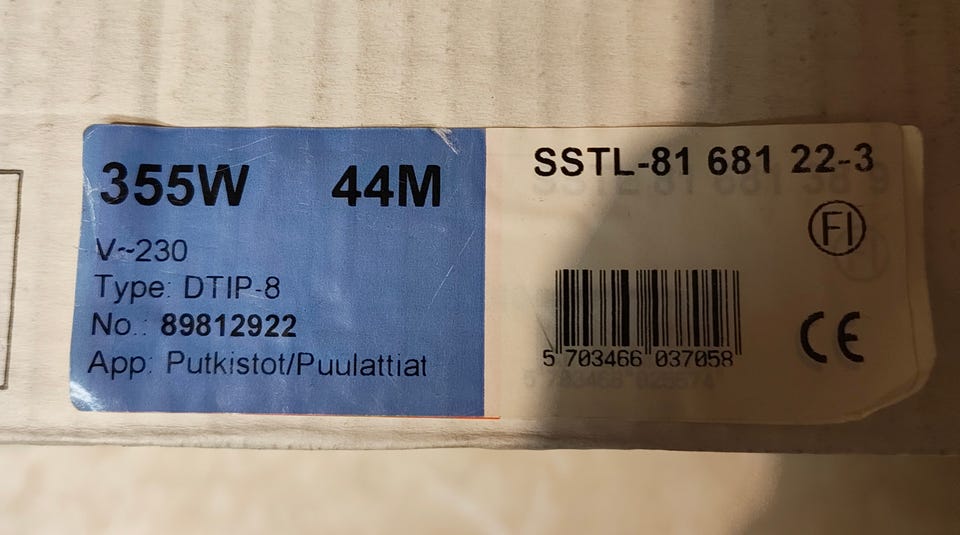 355W 44M
V~230
Type: DTIP-8
No.: 89812922
App: Putkistot/Puulattiat
SSTL-81 681 22-3
FI
5 703466 037058
CE